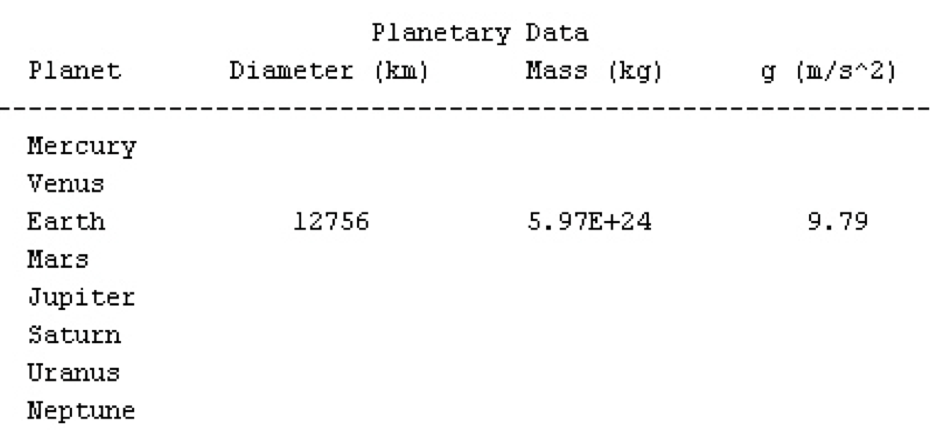 Planetary Data
Planet Diameter (km) Mass (kg) g (m/s^2)
--------------------------------------------------------------
Mercury
Venus
Earth 12756 5.97E+24 9.79
Mars
Jupiter
Saturn
Uranus
Neptune